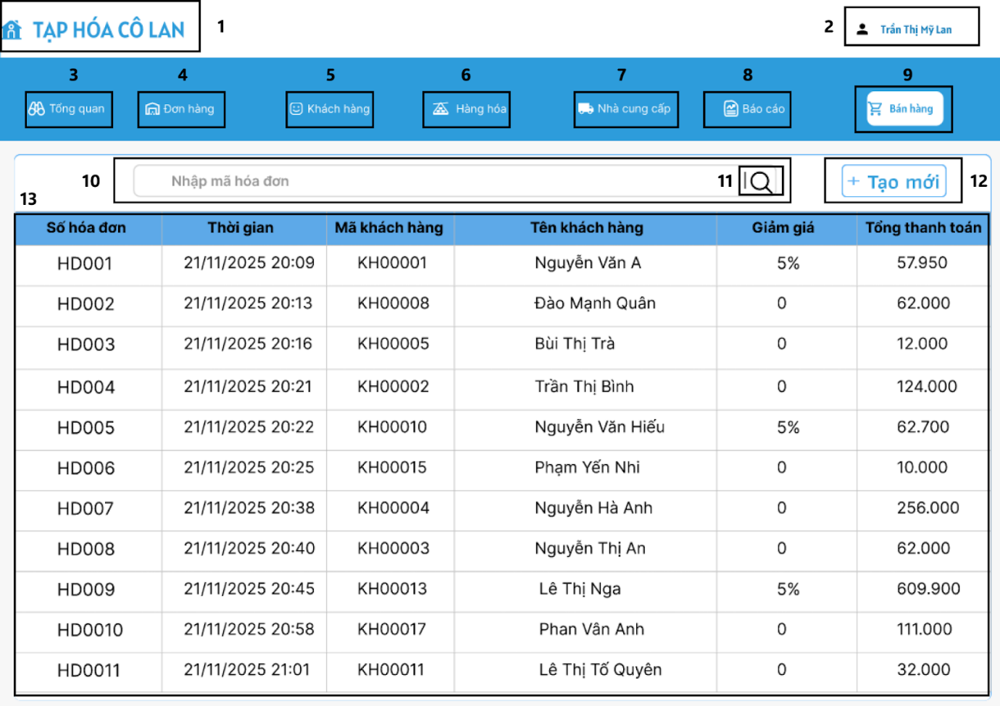 TẠP HÓA CÔ LAN 1 2 Trần Thị Mỹ Lan
3 4 5 6 7 8 9
Tổng quan Đơn hàng Khách hàng Hàng hóa Nhà cung cấp Báo cáo Bán hàng
10 Nhập mã hóa đơn 11 + Tạo mới 12
13
Số hóa đơn Thời gian Mã khách hàng Tên khách hàng Giảm giá Tổng thanh toán
HD001 21/11/2025 20:09 KH00001 Nguyễn Văn A 5% 57.950
HD002 21/11/2025 20:13 KH00008 Đào Mạnh Quân 0 62.000
HD003 21/11/2025 20:16 KH00005 Bùi Thị Trà 0 12.000
HD004 21/11/2025 20:21 KH00002 Trần Thị Bình 0 124.000
HD005 21/11/2025 20:22 KH00010 Nguyễn Văn Hiếu 5% 62.700
HD006 21/11/2025 20:25 KH00015 Phạm Yến Nhi 0 10.000
HD007 21/11/2025 20:38 KH00004 Nguyễn Hà Anh 0 256.000
HD008 21/11/2025 20:40 KH00003 Nguyễn Thị An 0 62.000
HD009 21/11/2025 20:45 KH00013 Lê Thị Nga 5% 609.900
HD0010 21/11/2025 20:58 KH00017 Phan Vân Anh 0 111.000
HD0011 21/11/2025 21:01 KH00011 Lê Thị Tố Quyên 0 32.000